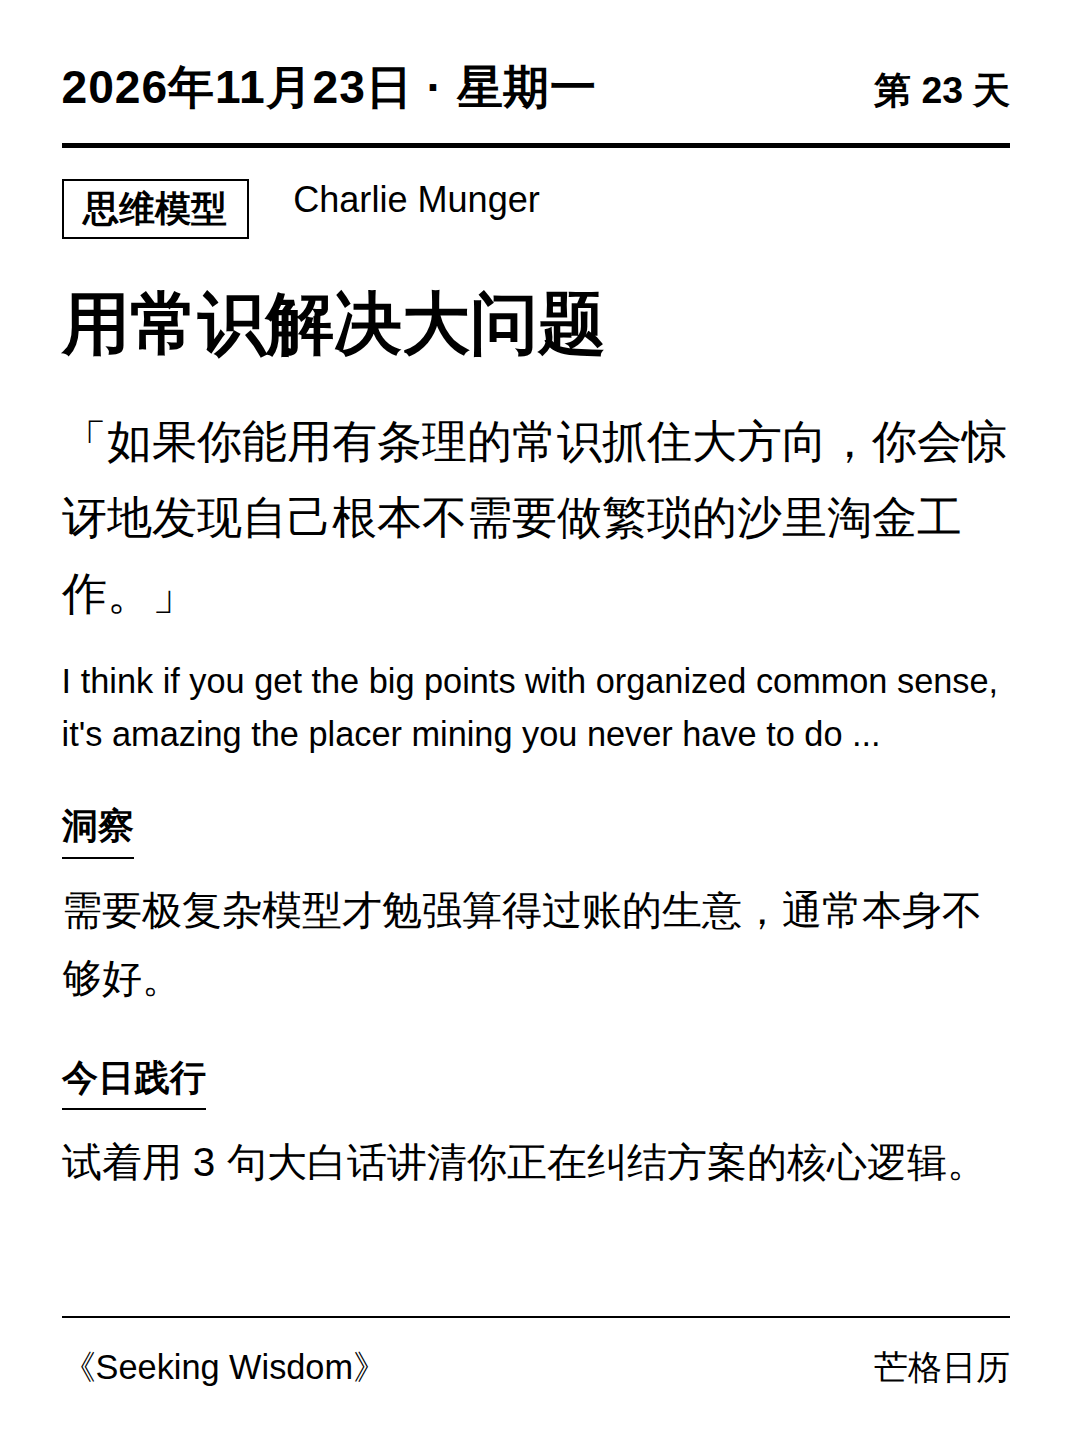 2026年11月23日 · 星期一
第 23 天
思维模型
Charlie Munger
用常识解决大问题
「如果你能用有条理的常识抓住大方向，你会惊
讶地发现自己根本不需要做繁琐的沙里淘金工
作。」
I think if you get the big points with organized common sense,
it's amazing the placer mining you never have to do ...
洞察
需要极复杂模型才勉强算得过账的生意，通常本身不
够好。
今日践行
试着用 3 句大白话讲清你正在纠结方案的核心逻辑。
《Seeking Wisdom》
芒格日历